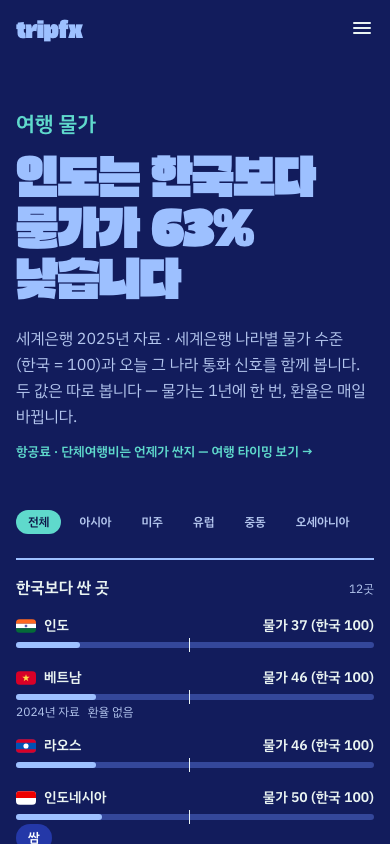 tripfx
여행 물가
인도는 한국보다
물가가 63%
낮습니다
세계은행 2025년 자료 · 세계은행 나라별 물가 수준
(한국 = 100)과 오늘 그 나라 통화 신호를 함께 봅니다.
두 값은 따로 봅니다 — 물가는 1년에 한 번, 환율은 매일
바뀝니다.
항공료 · 단체여행비는 언제가 싼지 — 여행 타이밍 보기 →
전체 아시아 미주 유럽 중동 오세아니아
한국보다 싼 곳 12곳
인도 물가 37 (한국 100)
베트남 물가 46 (한국 100)
2024년 자료 환율 없음
라오스 물가 46 (한국 100)
인도네시아 물가 50 (한국 100)
쌈